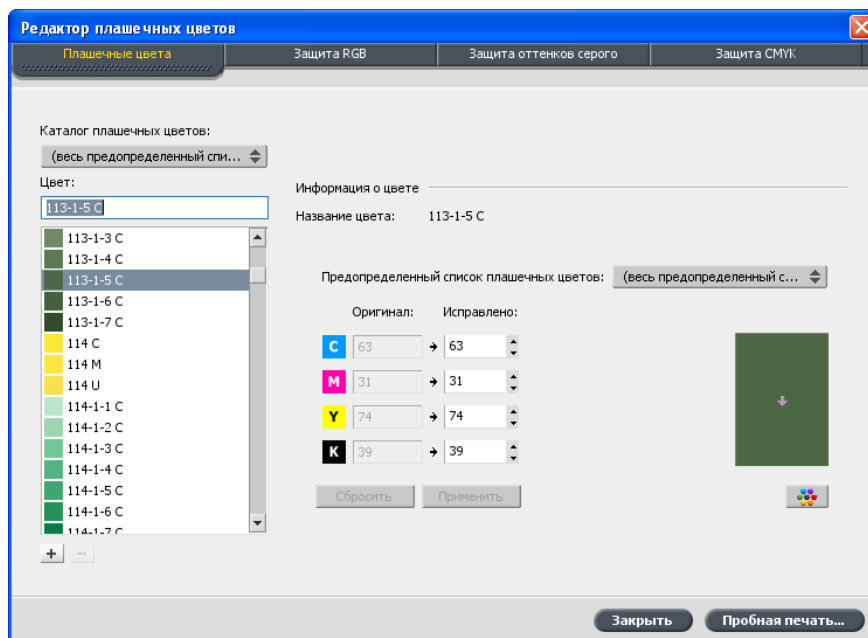 Редактор плашечных цветов
Плашечные цвета
Защита RGB
Защита оттенков серого
Защита CMYK
Каталог плашечных цветов:
(весь предопределенный спи...
Цвет:
113-1-5 C
113-1-3 C
113-1-4 C
113-1-5 C
113-1-6 C
113-1-7 C
114 C
114 M
114 U
114-1-1 C
114-1-2 C
114-1-3 C
114-1-4 C
114-1-5 C
114-1-6 C
114-1-7 C
Информация о цвете
Название цвета: 113-1-5 C
Предопределенный список плашечных цветов: (весь предопределенный с...
Оригинал: Исправлено:
C 63 63
M 31 31
Y 74 74
K 39 39
Сбросить Применить
Закрыть Пробная печать...